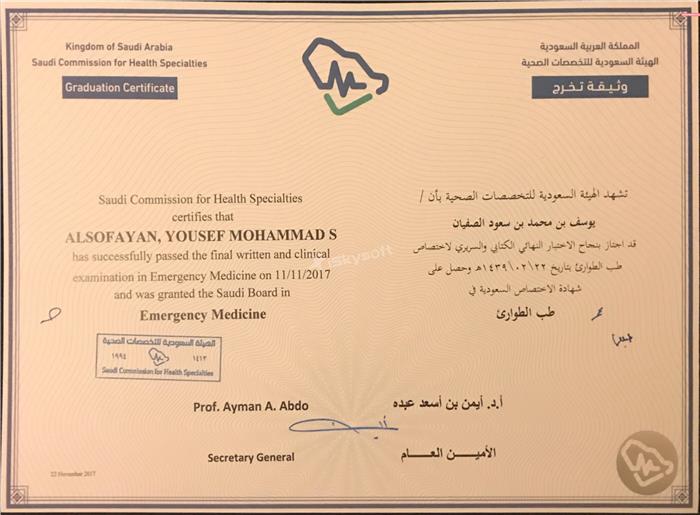 Kingdom of Saudi Arabia
Saudi Commission for Health Specialties
Graduation Certificate
المملكة العربية السعودية
الهيئة السعودية للتخصصات الصحية
وثيقة تخرج
Saudi Commission for Health Specialties
certifies that
ALSOFAYAN, YOUSEF MOHAMMAD S
has successfully passed the final written and clinical
examination in Emergency Medicine on 11/11/2017
and was granted the Saudi Board in
Emergency Medicine
تشهد الهيئة السعودية للتخصصات الصحية بأن /
يوسف بن محمد بن سعود الصفيان
قد اجتاز بنجاح الاختبار النهائي الكتابي والسريري لاختصاص
طب الطوارئ بتاريخ ١٤٣٩/٠٢/٢٢هـ وحصل على
شهادة الاختصاص السعودية في
طب الطوارئ
iSkysoft
الهيئة السعودية للتخصصات الصحية
١٩٩٤ ١٤١٣
Saudi Commission for Health Specialties
Prof. Ayman A. Abdo
أ.د. أيمن بن أسعد عبده
Secretary General
الأمين العام
22 November 2017